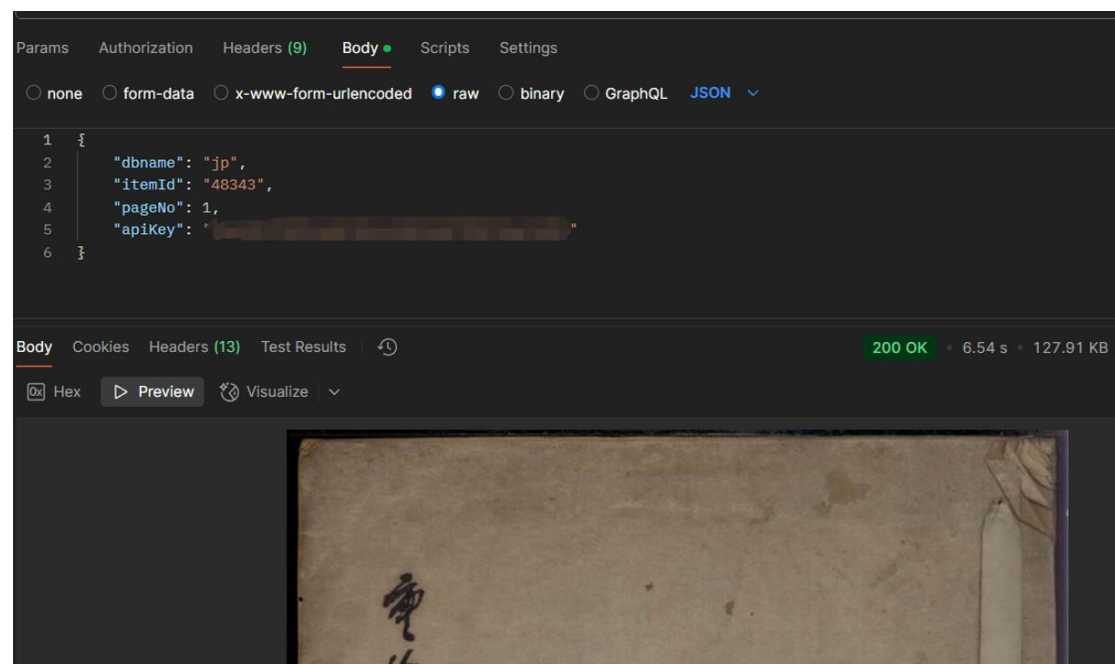 Params Authorization Headers (9) Body Scripts Settings
none form-data x-www-form-urlencoded raw binary GraphQL JSON
1 {
2 "dbname": "jp",
3 "itemId": "48343",
4 "pageNo": 1,
5 "apiKey": " "
6 }
Body Cookies Headers (13) Test Results 200 OK • 6.54 s • 127.91 KB
0x Hex Preview Visualize